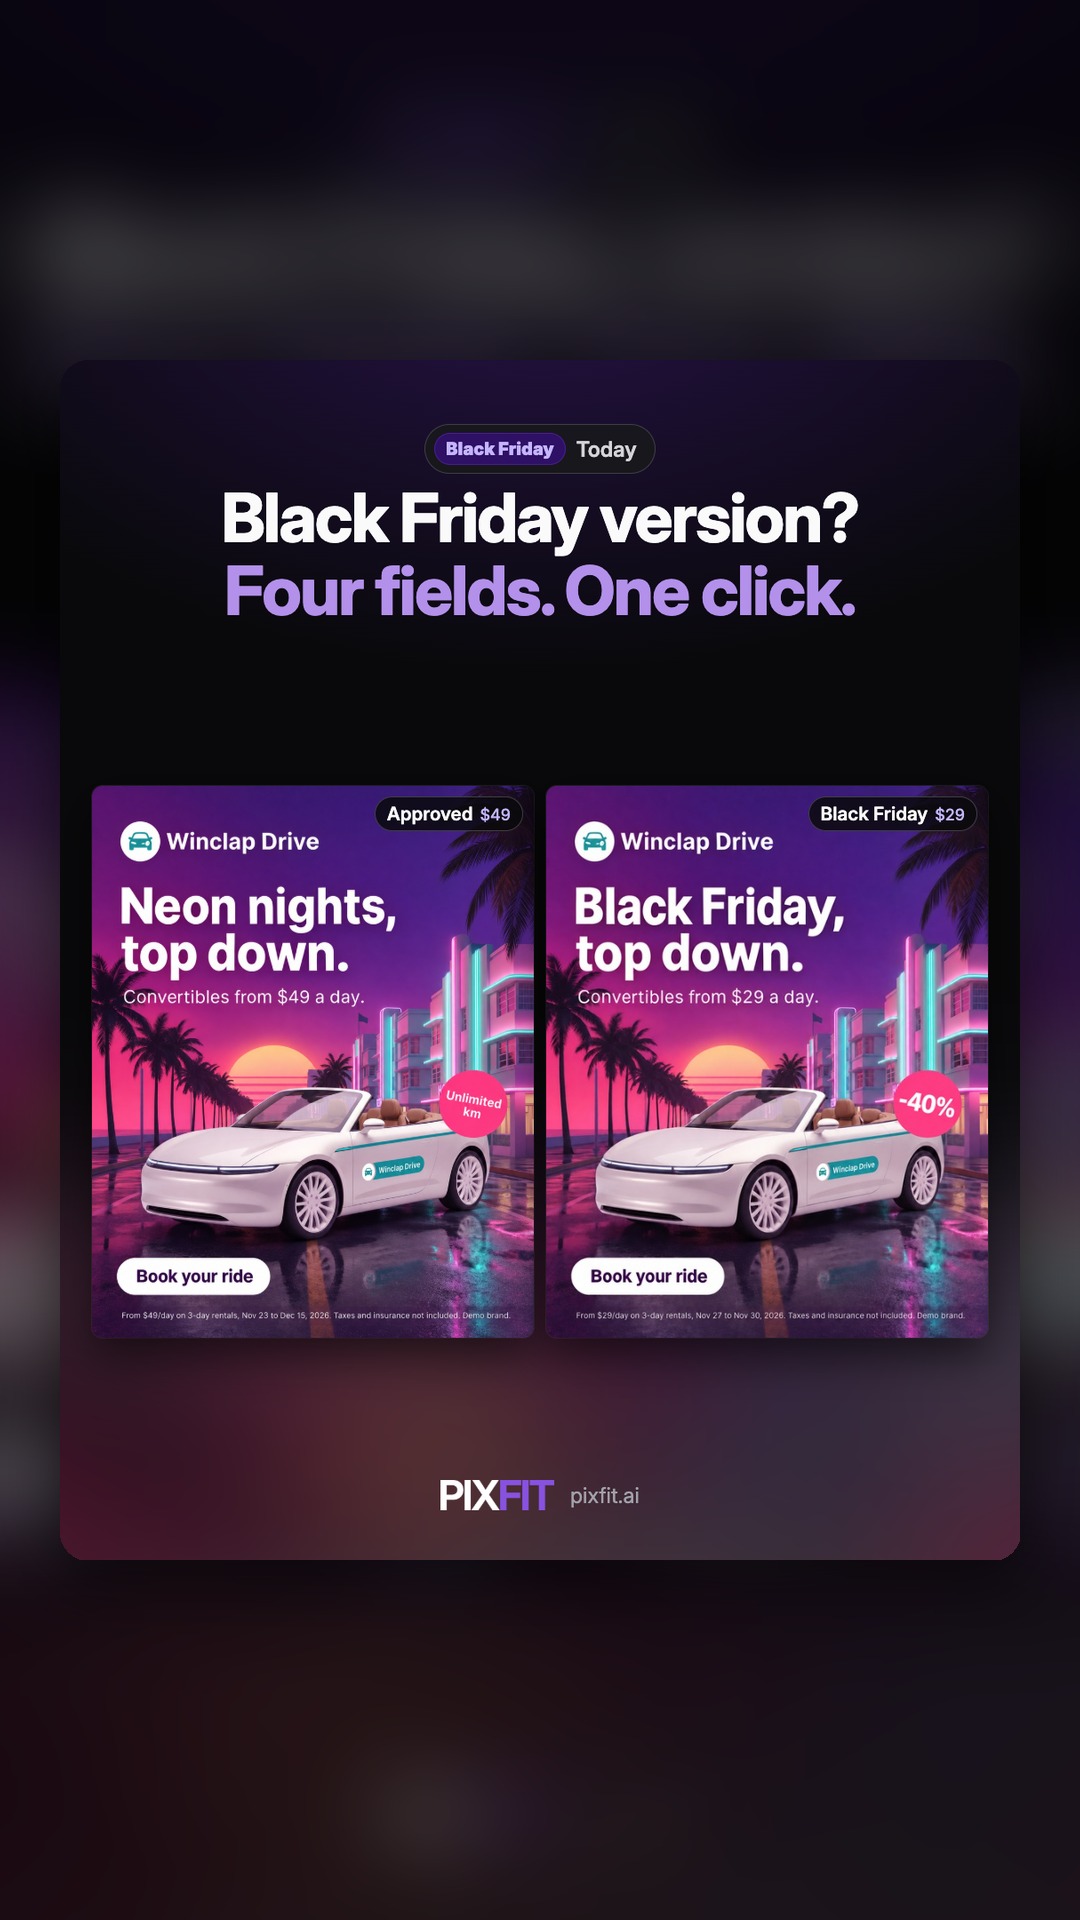 Black Friday Today
Black Friday version?
Four fields. One click.
Approved $49
Winclap Drive
Neon nights,
top down.
Convertibles from $49 a day.
Unlimited
km
Winclap Drive
Book your ride
From $49/day on 3-day rentals, Nov 23 to Dec 15, 2026. Taxes and insurance not included. Demo brand.
Black Friday $29
Winclap Drive
Black Friday,
top down.
Convertibles from $29 a day.
-40%
Winclap Drive
Book your ride
From $29/day on 3-day rentals, Nov 27 to Nov 30, 2026. Taxes and insurance not included. Demo brand.
PIXFIT pixfit.ai